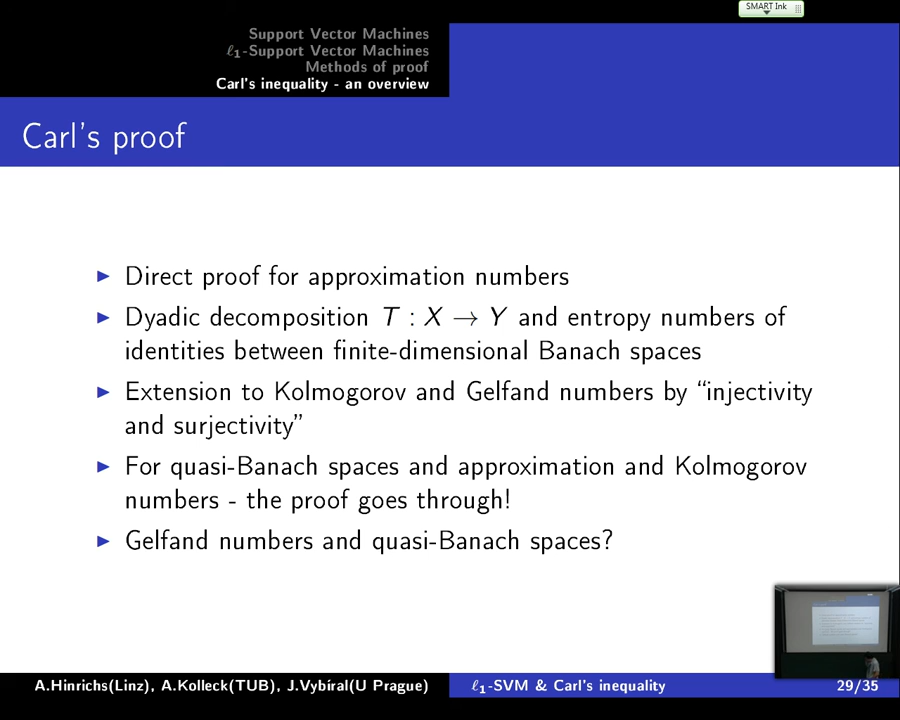 SMART Ink
Support Vector Machines
ℓ1-Support Vector Machines
Methods of proof
Carl's inequality - an overview
Carl's proof
Direct proof for approximation numbers
Dyadic decomposition T : X → Y and entropy numbers of
identities between finite-dimensional Banach spaces
Extension to Kolmogorov and Gelfand numbers by “injectivity
and surjectivity”
For quasi-Banach spaces and approximation and Kolmogorov
numbers - the proof goes through!
Gelfand numbers and quasi-Banach spaces?
A.Hinrichs(Linz), A.Kolleck(TUB), J.Vybíral(U Prague)
ℓ1-SVM & Carl's inequality
29/35